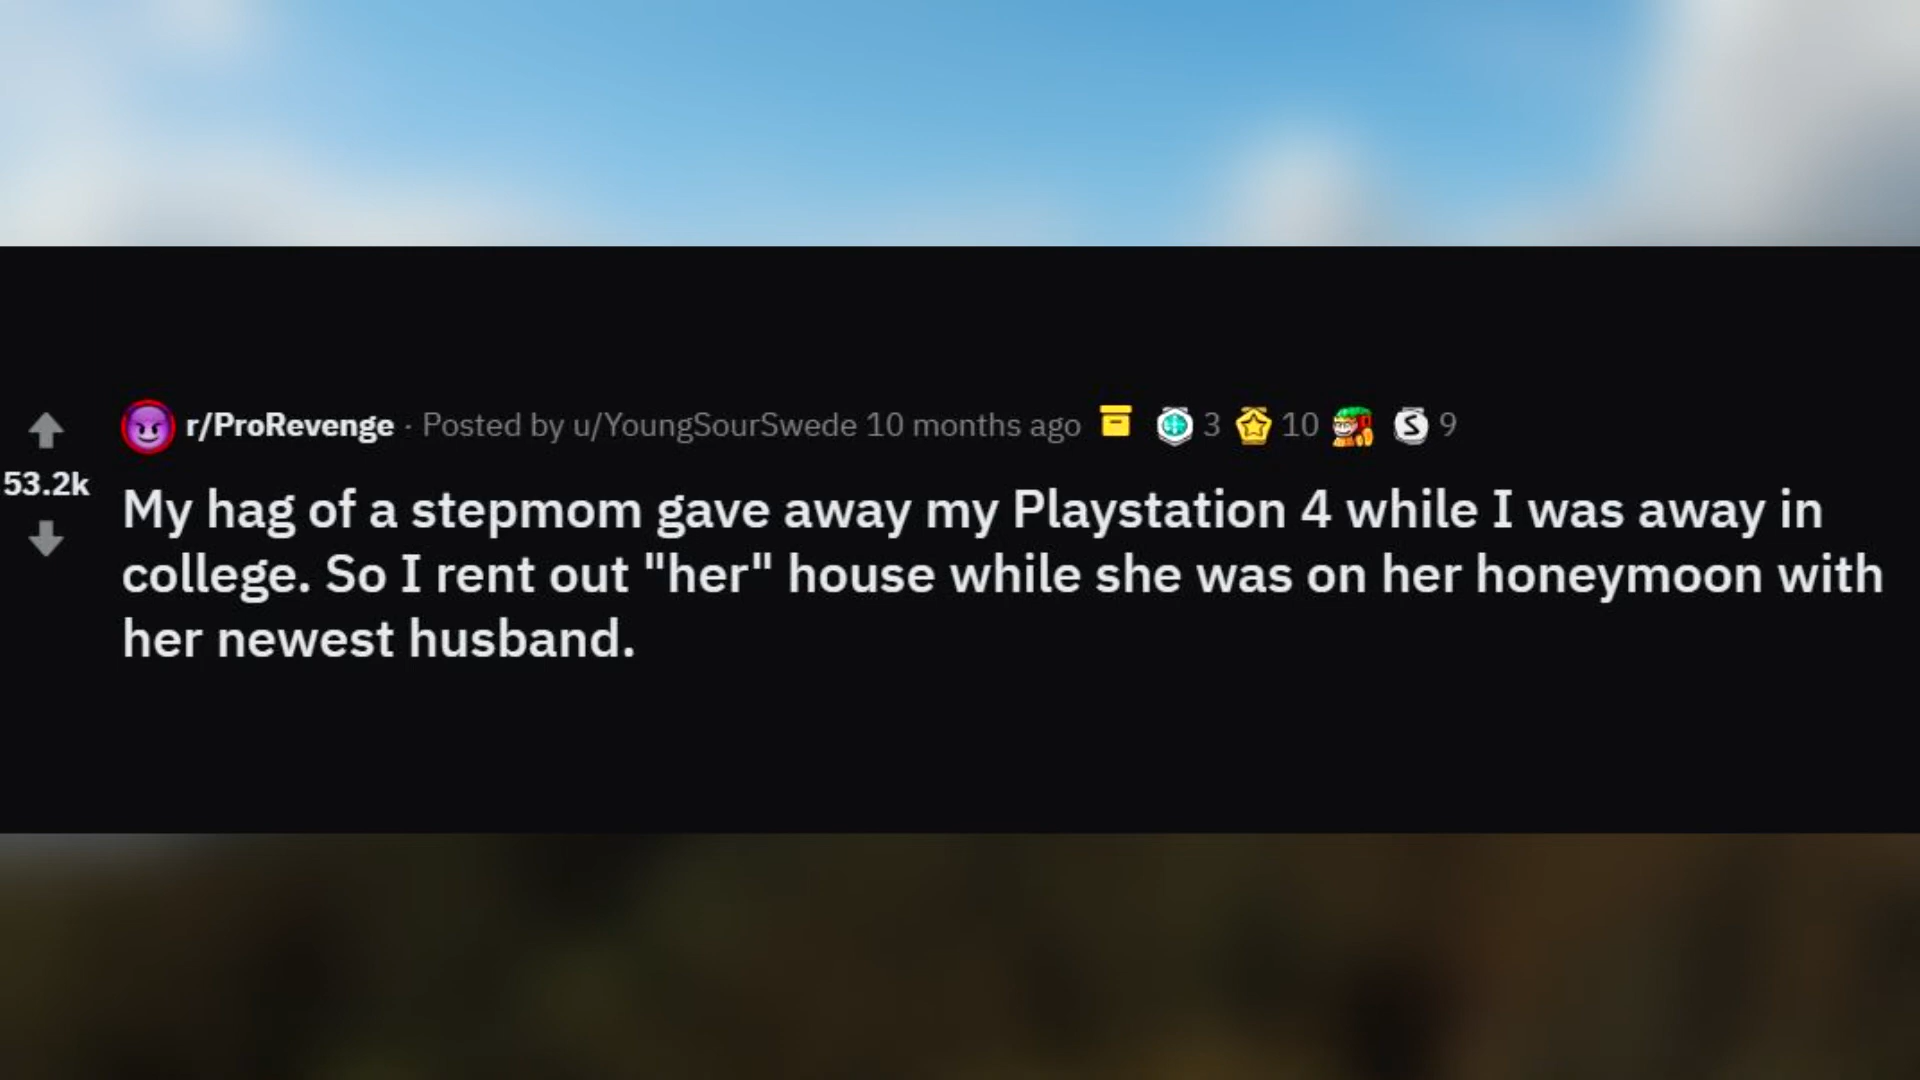 r/ProRevenge · Posted by u/YoungSourSwede 10 months ago 3 10 S 9
53.2k
My hag of a stepmom gave away my Playstation 4 while I was away in
college. So I rent out "her" house while she was on her honeymoon with
her newest husband.